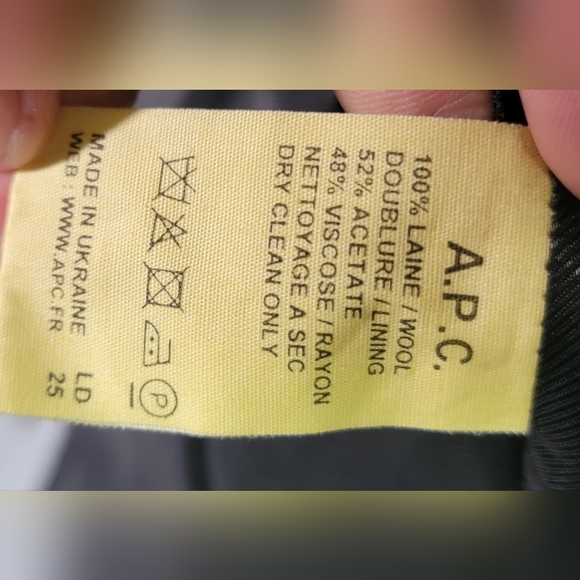 A.P.C.
100% LAINE / WOOL
DOUBLURE / LINING
52% ACETATE
48% VISCOSE / RAYON
NETTOYAGE A SEC
DRY CLEAN ONLY
P
MADE IN UKRAINE LD
WEB : WWW.APC.FR 25